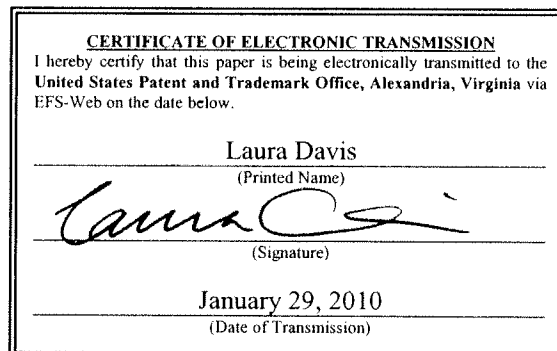 CERTIFICATE OF ELECTRONIC TRANSMISSION
I hereby certify that this paper is being electronically transmitted to the
United States Patent and Trademark Office, Alexandria, Virginia via
EFS-Web on the date below.
Laura Davis
(Printed Name)
Laura Davis
(Signature)
January 29, 2010
(Date of Transmission)